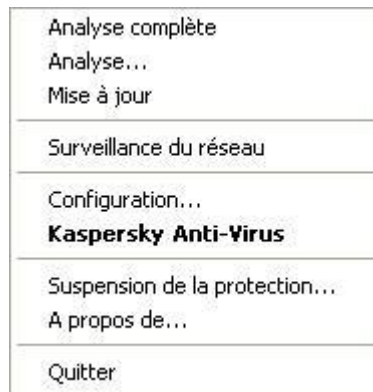 Analyse complète
Analyse...
Mise à jour
Surveillance du réseau
Configuration...
Kaspersky Anti-Virus
Suspension de la protection...
A propos de...
Quitter